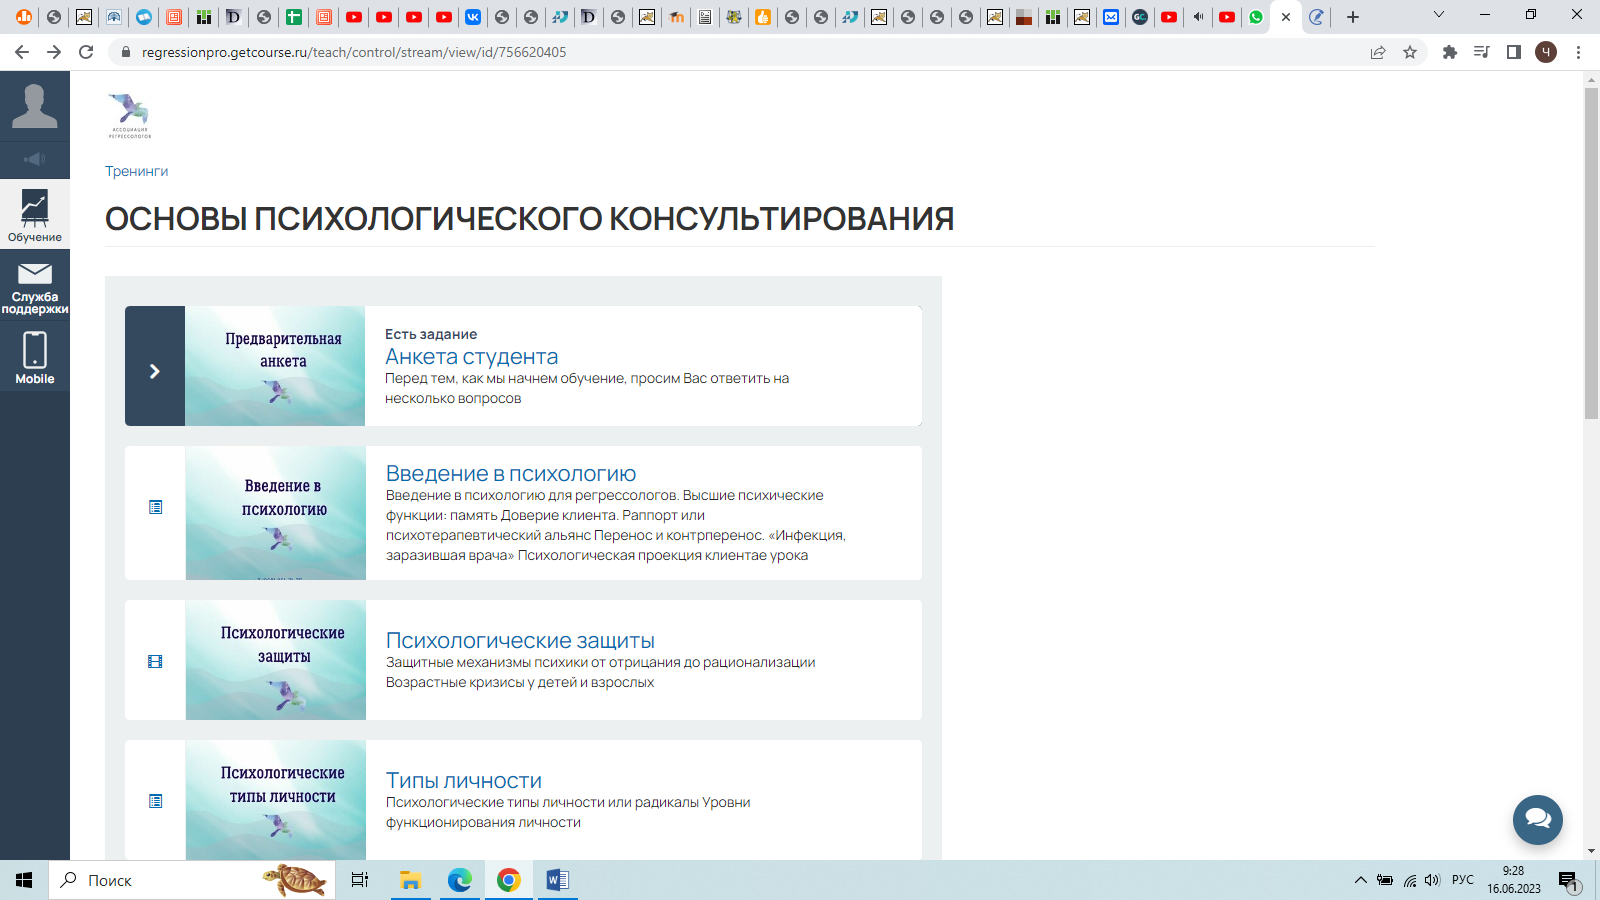 regressionpro.getcourse.ru/teach/control/stream/view/id/756620405
Ч
АССОЦИАЦИЯ
РЕГРЕССОЛОГОВ
Тренинги
ОСНОВЫ ПСИХОЛОГИЧЕСКОГО КОНСУЛЬТИРОВАНИЯ
Обучение
Служба
поддержки
Mobile
Предварительная
анкета
Есть задание
Анкета студента
Перед тем, как мы начнем обучение, просим Вас ответить на
несколько вопросов
Введение в
психологию
Введение в психологию
Введение в психологию для регрессологов. Высшие психические
функции: память Доверие клиента. Раппорт или
психотерапевтический альянс Перенос и контрперенос. «Инфекция,
заразившая врача» Психологическая проекция клиентае урока
Психологические
защиты
Психологические защиты
Защитные механизмы психики от отрицания до рационализации
Возрастные кризисы у детей и взрослых
Психологические
типы личности
Типы личности
Психологические типы личности или радикалы Уровни
функционирования личности
Поиск
РУС
9:28
16.06.2023
1